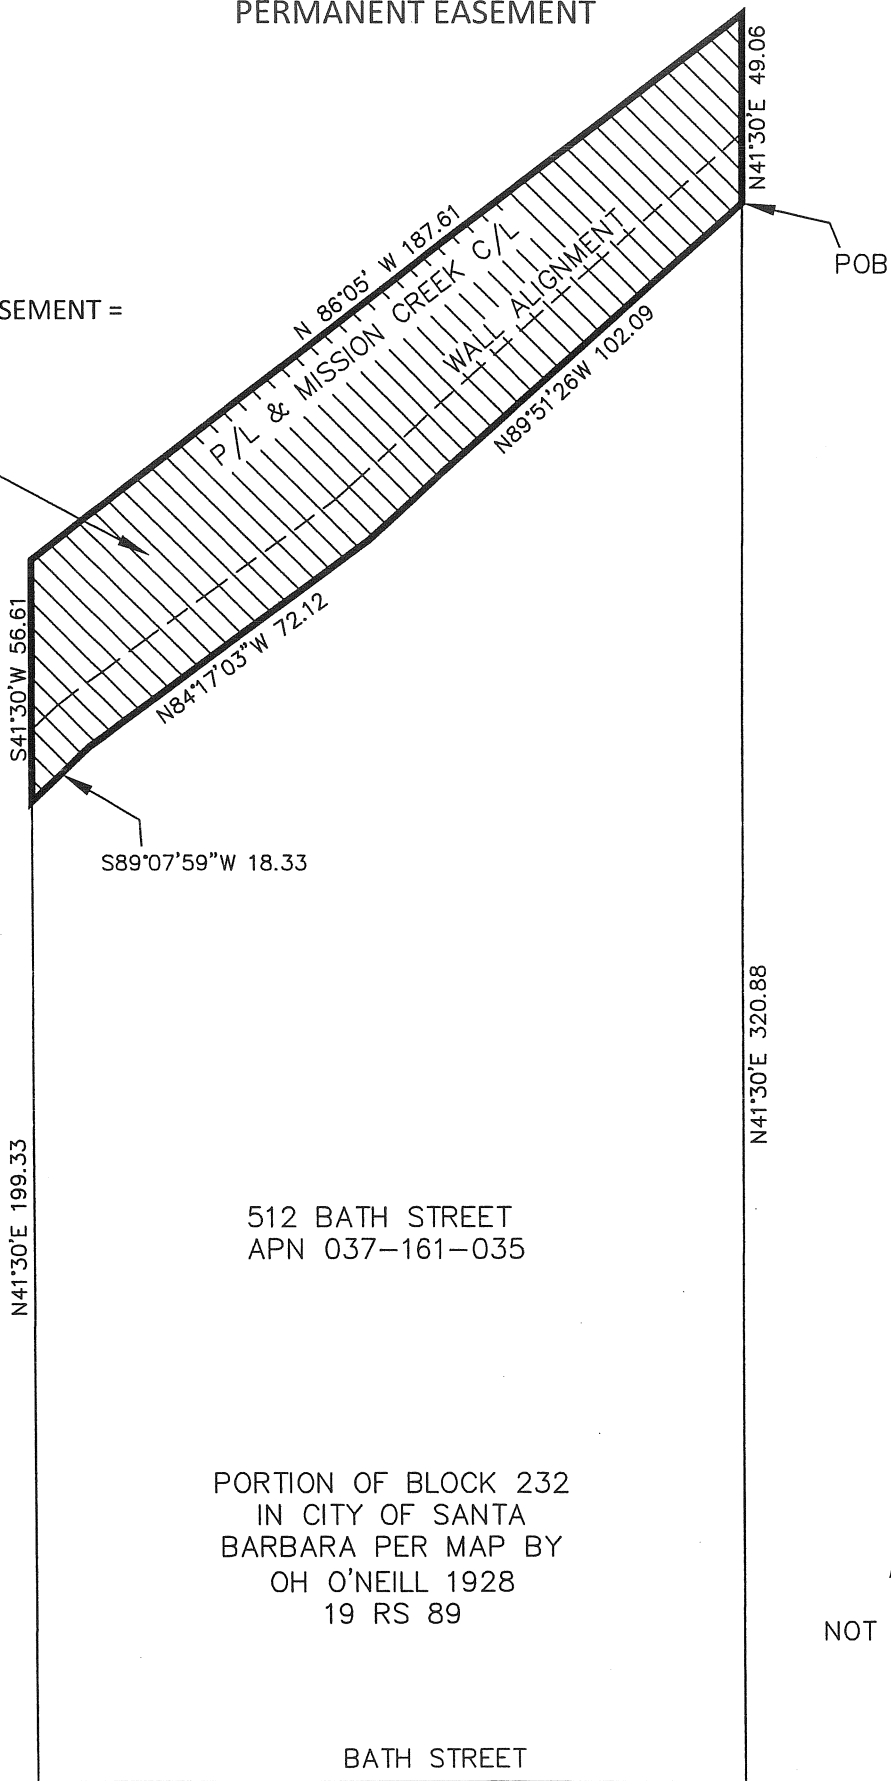 PERMANENT EASEMENT
N41°30'E 49.06
N 86°05' W 187.61
P/L & MISSION CREEK C/L
WALL ALIGNMENT
POB
SEMENT =
N89°51'26W 102.09
S41°30'W 56.61
N84°17'03"W 72.12
S89°07'59"W 18.33
N41°30'E 320.88
N41°30'E 199.33
512 BATH STREET
APN 037-161-035
PORTION OF BLOCK 232
IN CITY OF SANTA
BARBARA PER MAP BY
OH O'NEILL 1928
19 RS 89
NOT
BATH STREET